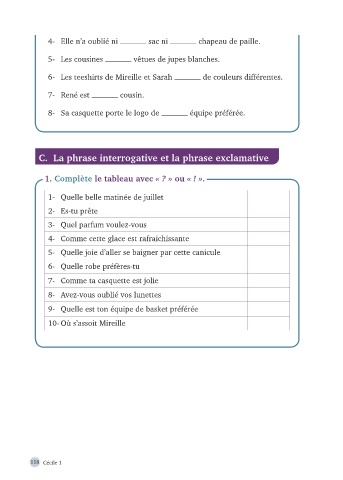 4- Elle n'a oublié ni ______ sac ni ______ chapeau de paille.
5- Les cousines ______ vêtues de jupes blanches.
6- Les teeshirts de Mireille et Sarah ______ de couleurs différentes.
7- René est ______ cousin.
8- Sa casquette porte le logo de ______ équipe préférée.
C. La phrase interrogative et la phrase exclamative
1. Complète le tableau avec « ? » ou « ! ».
1- Quelle belle matinée de juillet
2- Es-tu prête
3- Quel parfum voulez-vous
4- Comme cette glace est rafraichissante
5- Quelle joie d'aller se baigner par cette canicule
6- Quelle robe préfères-tu
7- Comme ta casquette est jolie
8- Avez-vous oublié vos lunettes
9- Quelle est ton équipe de basket préférée
10- Où s'assoit Mireille
118 Cécile 1